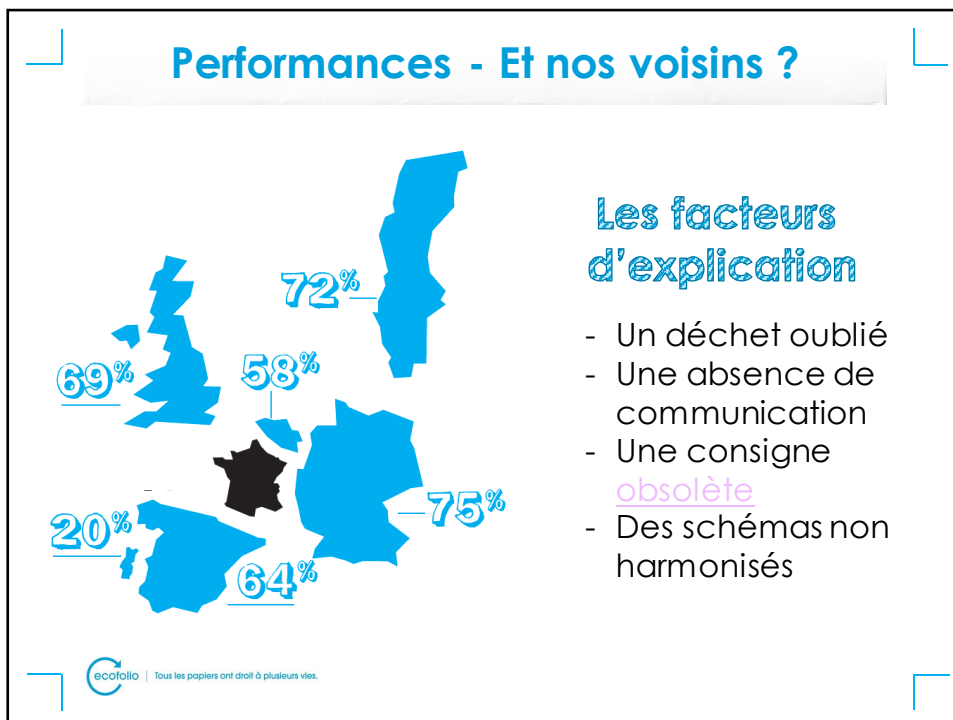 Performances - Et nos voisins ?
72%
69%
58%
20%
64%
75%
Les facteurs
d'explication
- Un déchet oublié
- Une absence de
communication
- Une consigne
obsolète
- Des schémas non
harmonisés
ecofolio | Tous les papiers ont droit à plusieurs vies.